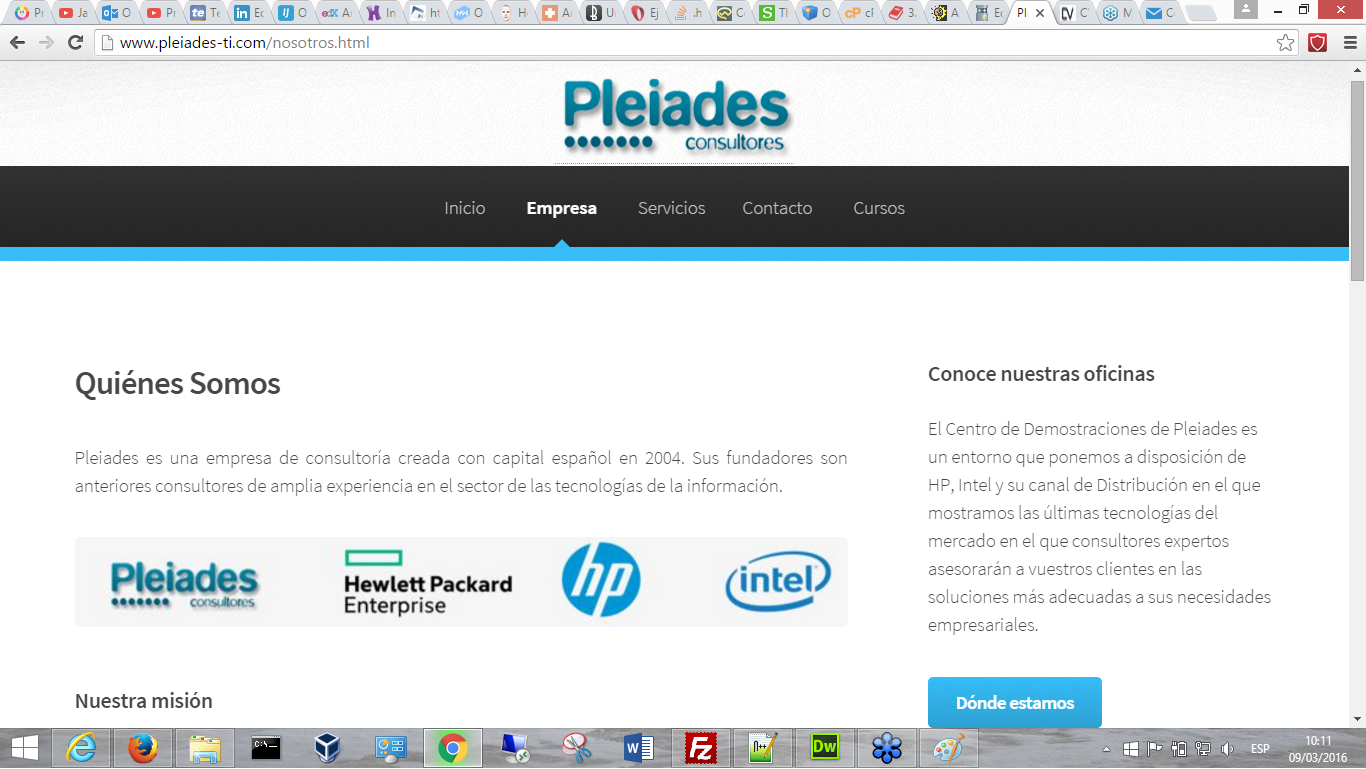 Pr
Ja
O
Pr
Te
Ec
O
Ar
In
ht
O
H
A
U
Ej
.h
C
Tl
O
cF
3.
A
Ec
Pl
C'
M
C
www.pleiades-ti.com/nosotros.html
Pleiades
consultores
Inicio
Empresa
Servicios
Contacto
Cursos
Quiénes Somos
Pleiades es una empresa de consultoría creada con capital español en 2004. Sus fundadores son
anteriores consultores de amplia experiencia en el sector de las tecnologías de la información.
Pleiades
consultores
Hewlett Packard
Enterprise
hp
intel
Nuestra misión
Conoce nuestras oficinas
El Centro de Demostraciones de Pleiades es
un entorno que ponemos a disposición de
HP, Intel y su canal de Distribución en el que
mostramos las últimas tecnologías del
mercado en el que consultores expertos
asesorarán a vuestros clientes en las
soluciones más adecuadas a sus necesidades
empresariales.
Dónde estamos
ESP
10:11
09/03/2016